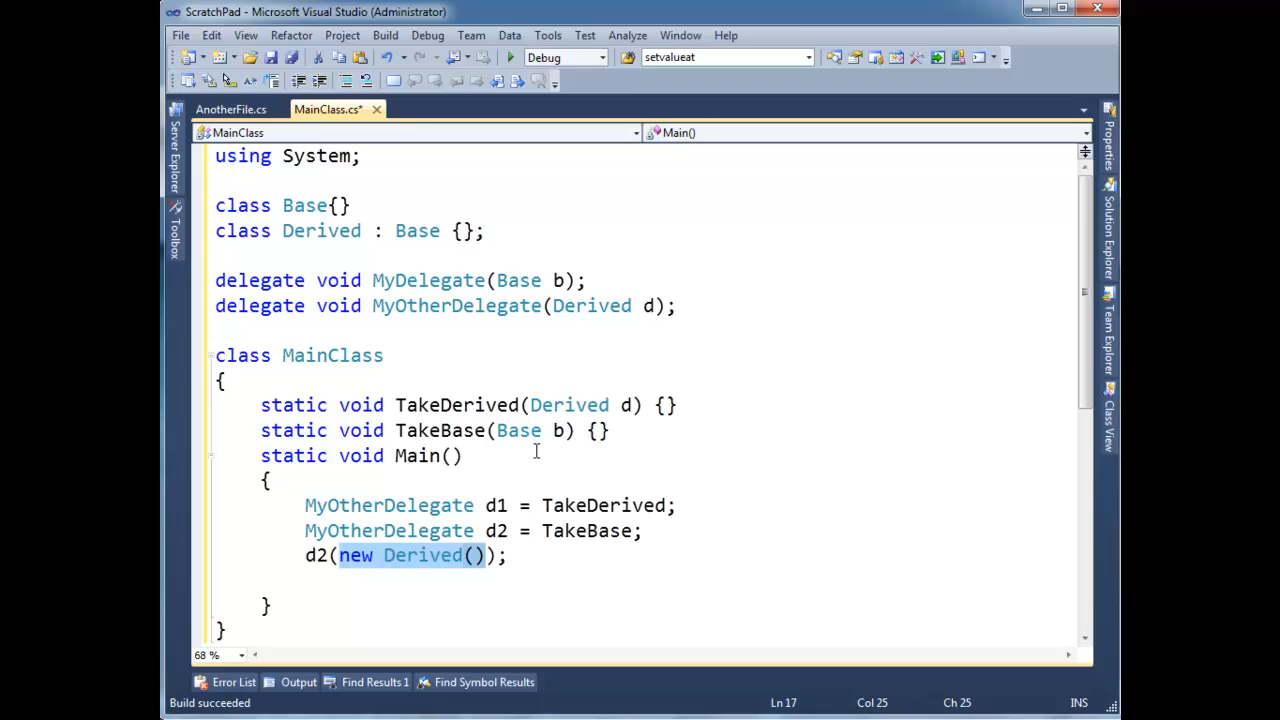 ScratchPad - Microsoft Visual Studio (Administrator)
File Edit View Refactor Project Build Debug Team Data Tools Test Analyze Window Help
Debug setvalueat
AnotherFile.cs MainClass.cs*
MainClass Main()
Server Explorer
Toolbox
using System;
class Base{}
class Derived : Base {};
delegate void MyDelegate(Base b);
delegate void MyOtherDelegate(Derived d);
class MainClass
{
static void TakeDerived(Derived d) {}
static void TakeBase(Base b) {}
static void Main()
{
MyOtherDelegate d1 = TakeDerived;
MyOtherDelegate d2 = TakeBase;
d2(new Derived());
}
}
Properties
Solution Explorer
Team Explorer
Class View
68 %
Error List Output Find Results 1 Find Symbol Results
Build succeeded Ln 17 Col 25 Ch 25 INS